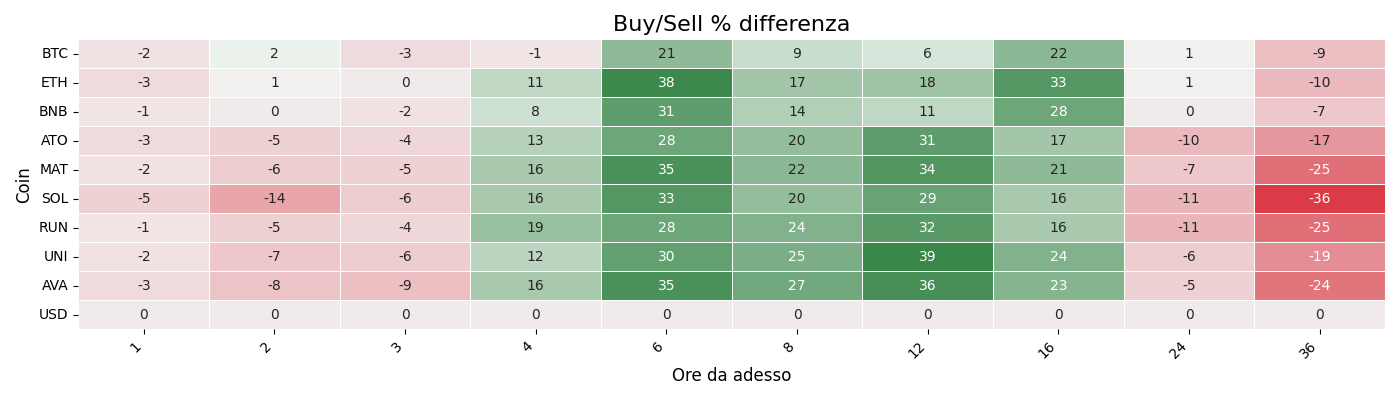 Buy/Sell % differenza
Coin
BTC -2 2 -3 -1 21 9 6 22 1 -9
ETH -3 1 0 11 38 17 18 33 1 -10
BNB -1 0 -2 8 31 14 11 28 0 -7
ATO -3 -5 -4 13 28 20 31 17 -10 -17
MAT -2 -6 -5 16 35 22 34 21 -7 -25
SOL -5 -14 -6 16 33 20 29 16 -11 -36
RUN -1 -5 -4 19 28 24 32 16 -11 -25
UNI -2 -7 -6 12 30 25 39 24 -6 -19
AVA -3 -8 -9 16 35 27 36 23 -5 -24
USD 0 0 0 0 0 0 0 0 0 0
1 2 3 4 6 8 12 16 24 36
Ore da adesso